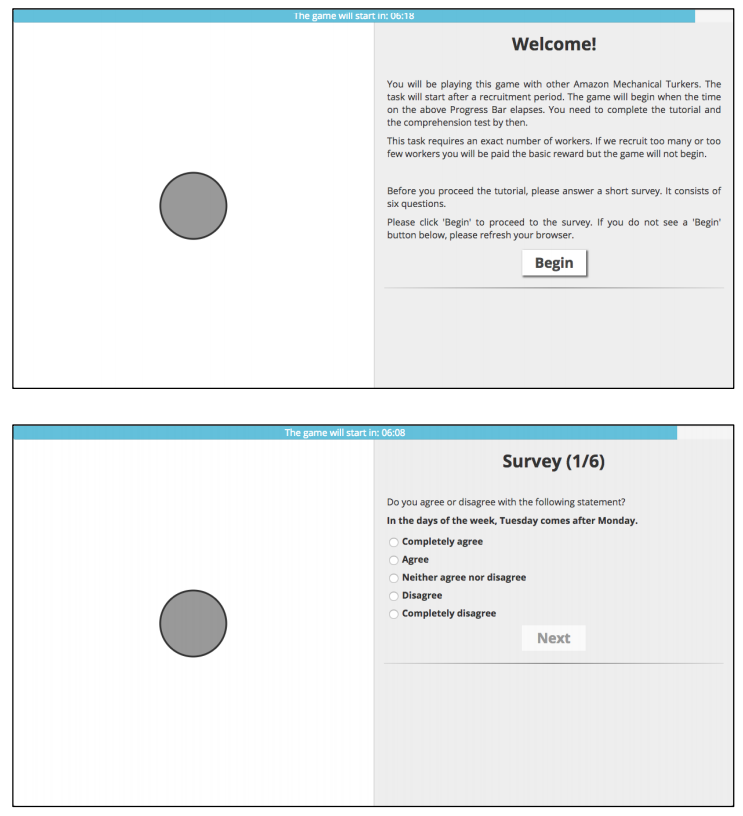 The game will start in: 06:18
Welcome!
You will be playing this game with other Amazon Mechanical Turkers. The
task will start after a recruitment period. The game will begin when the time
on the above Progress Bar elapses. You need to complete the tutorial and
the comprehension test by then.
This task requires an exact number of workers. If we recruit too many or too
few workers you will be paid the basic reward but the game will not begin.
Before you proceed the tutorial, please answer a short survey. It consists of
six questions.
Please click 'Begin' to proceed to the survey. If you do not see a 'Begin'
button below, please refresh your browser.
Begin
The game will start in: 06:08
Survey (1/6)
Do you agree or disagree with the following statement?
In the days of the week, Tuesday comes after Monday.
Completely agree
Agree
Neither agree nor disagree
Disagree
Completely disagree
Next